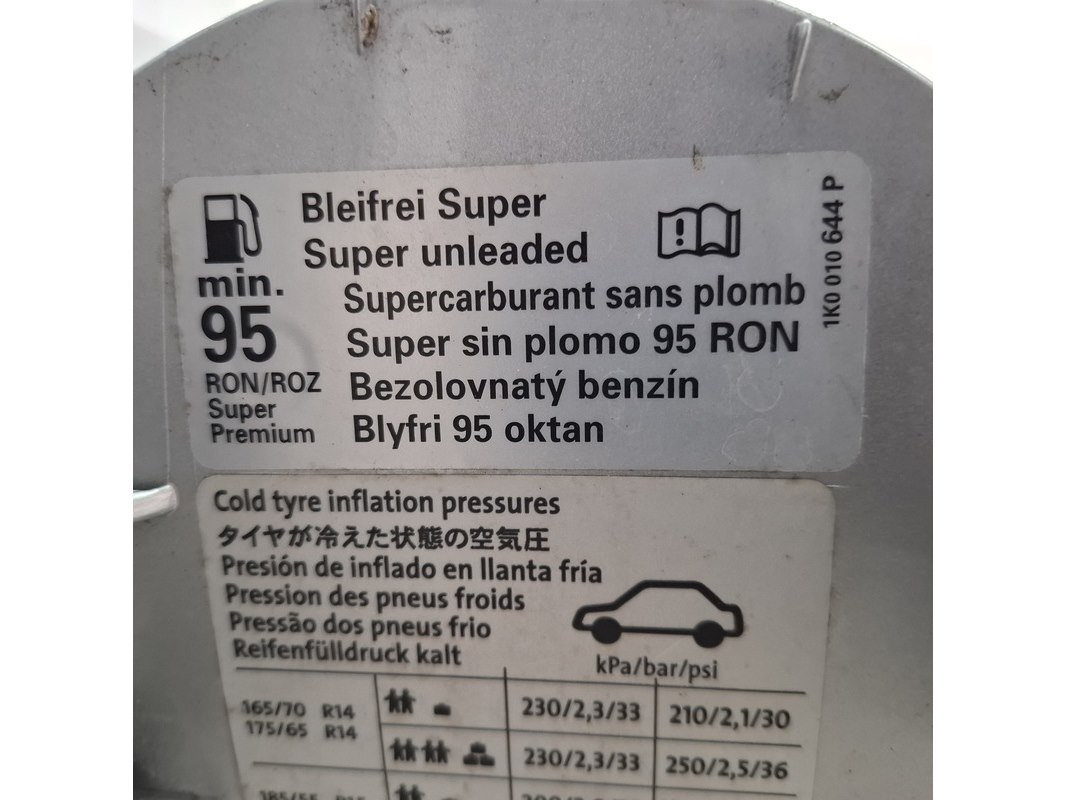 Bleifrei Super
Super unleaded
Supercarburant sans plomb
Super sin plomo 95 RON
Bezolovnatý benzín
Blyfri 95 oktan
min.
95
RON/ROZ
Super
Premium
1K0 010 644 P
Cold tyre inflation pressures
タイヤが冷えた状態の空気圧
Presión de inflado en llanta fría
Pression des pneus froids
Pressão dos pneus frio
Reifenfülldruck kalt
kPa/bar/psi
165/70 R14
175/65 R14
230/2,3/33 210/2,1/30
230/2,3/33 250/2,5/36